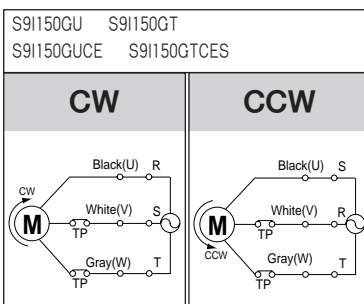 S9I150GU S9I150GT
S9I150GUCE S9I150GTCES
CW CCW
Black(U) R
CW
White(V) S
M
TP
Gray(W) T
TP
Black(U) S
White(V) R
M
TP
CCW
Gray(W) T
TP